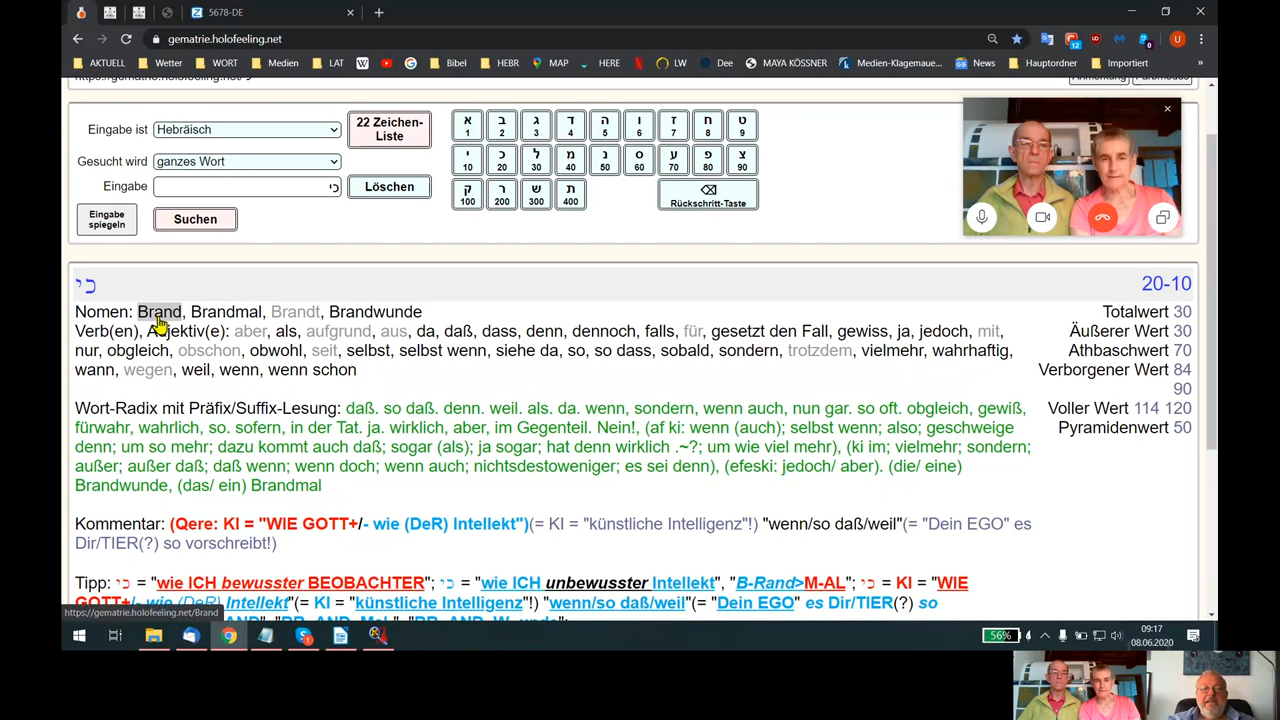 5678-DE
gematrie.holofeeling.net
AKTUELL Wetter WORT Medien LAT Bibel HEBR MAP HERE LW Dee MAYA KÖSSNER Medien-Klagemaue... News Hauptordner Importiert
Eingabe ist Hebräisch
22 Zeichen-
Liste
Gesucht wird ganzes Wort
Eingabe כי
Löschen
Eingabe
spiegeln
Suchen
א ב ג ד ה ו ז ח ט
1 2 3 4 5 6 7 8 9
י כ ל מ נ ס ע פ צ
10 20 30 40 50 60 70 80 90
ק ר ש ת
100 200 300 400
Rückschritt-Taste
כי 20-10
Nomen: Brand, Brandmal, Brandt, Brandwunde
Verb(en), Adjektiv(e): aber, als, aufgrund, aus, da, daß, dass, denn, dennoch, falls, für, gesetzt den Fall, gewiss, ja, jedoch, mit,
nur, obgleich, obschon, obwohl, seit, selbst, selbst wenn, siehe da, so, so dass, sobald, sondern, trotzdem, vielmehr, wahrhaftig,
wann, wegen, weil, wenn, wenn schon
Totalwert 30
Äußerer Wert 30
Athbaschwert 70
Verborgener Wert 84
90
Voller Wert 114 120
Pyramidenwert 50
Wort-Radix mit Präfix/Suffix-Lesung: daß. so daß. denn. weil. als. da. wenn, sondern, wenn auch, nun gar. so oft. obgleich, gewiß,
fürwahr, wahrlich, so. sofern, in der Tat. ja. wirklich, aber, im Gegenteil. Nein!, (af ki: wenn (auch); selbst wenn; also; geschweige
denn; um so mehr; dazu kommt auch daß; sogar (als); ja sogar; hat denn wirklich .~?; um wie viel mehr), (ki im; vielmehr; sondern;
außer; außer daß; daß wenn; wenn doch; wenn auch; nichtsdestoweniger; es sei denn), (efeski: jedoch/ aber). (die/ eine)
Brandwunde, (das/ ein) Brandmal
Kommentar: (Qere: KI = "WIE GOTT+/- wie (DeR) Intellekt")(= KI = "künstliche Intelligenz"!) "wenn/so daß/weil"(= "Dein EGO" es
Dir/TIER(?) so vorschreibt!)
Tipp: כי = "wie ICH bewusster BEOBACHTER"; כי = "wie ICH unbewusster Intellekt", "B-Rand>M-AL"; כי = KI = "WIE
GOTT+/- wie (DeR) Intellekt"(= KI = "künstliche Intelligenz"!) "wenn/so daß/weil"(= "Dein EGO" es Dir/TIER(?) so
https://gematrie.holofeeling.net/Brand
56%
09:17
08.06.2020